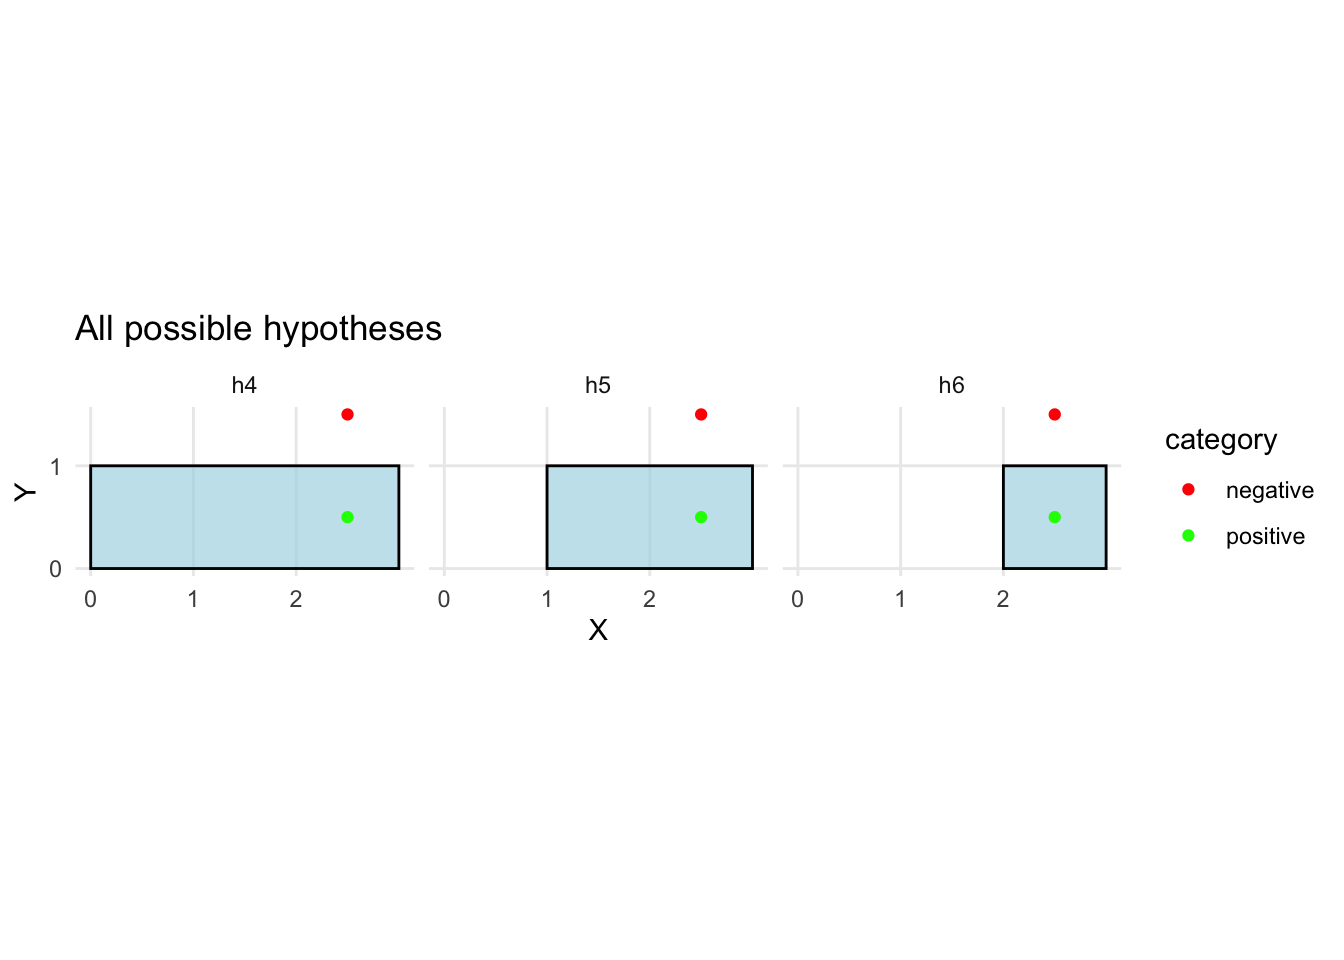 All possible hypotheses
h4 h5 h6
category
negative
positive
Y
1
0
0 1 2 0 1 2 0 1 2
X